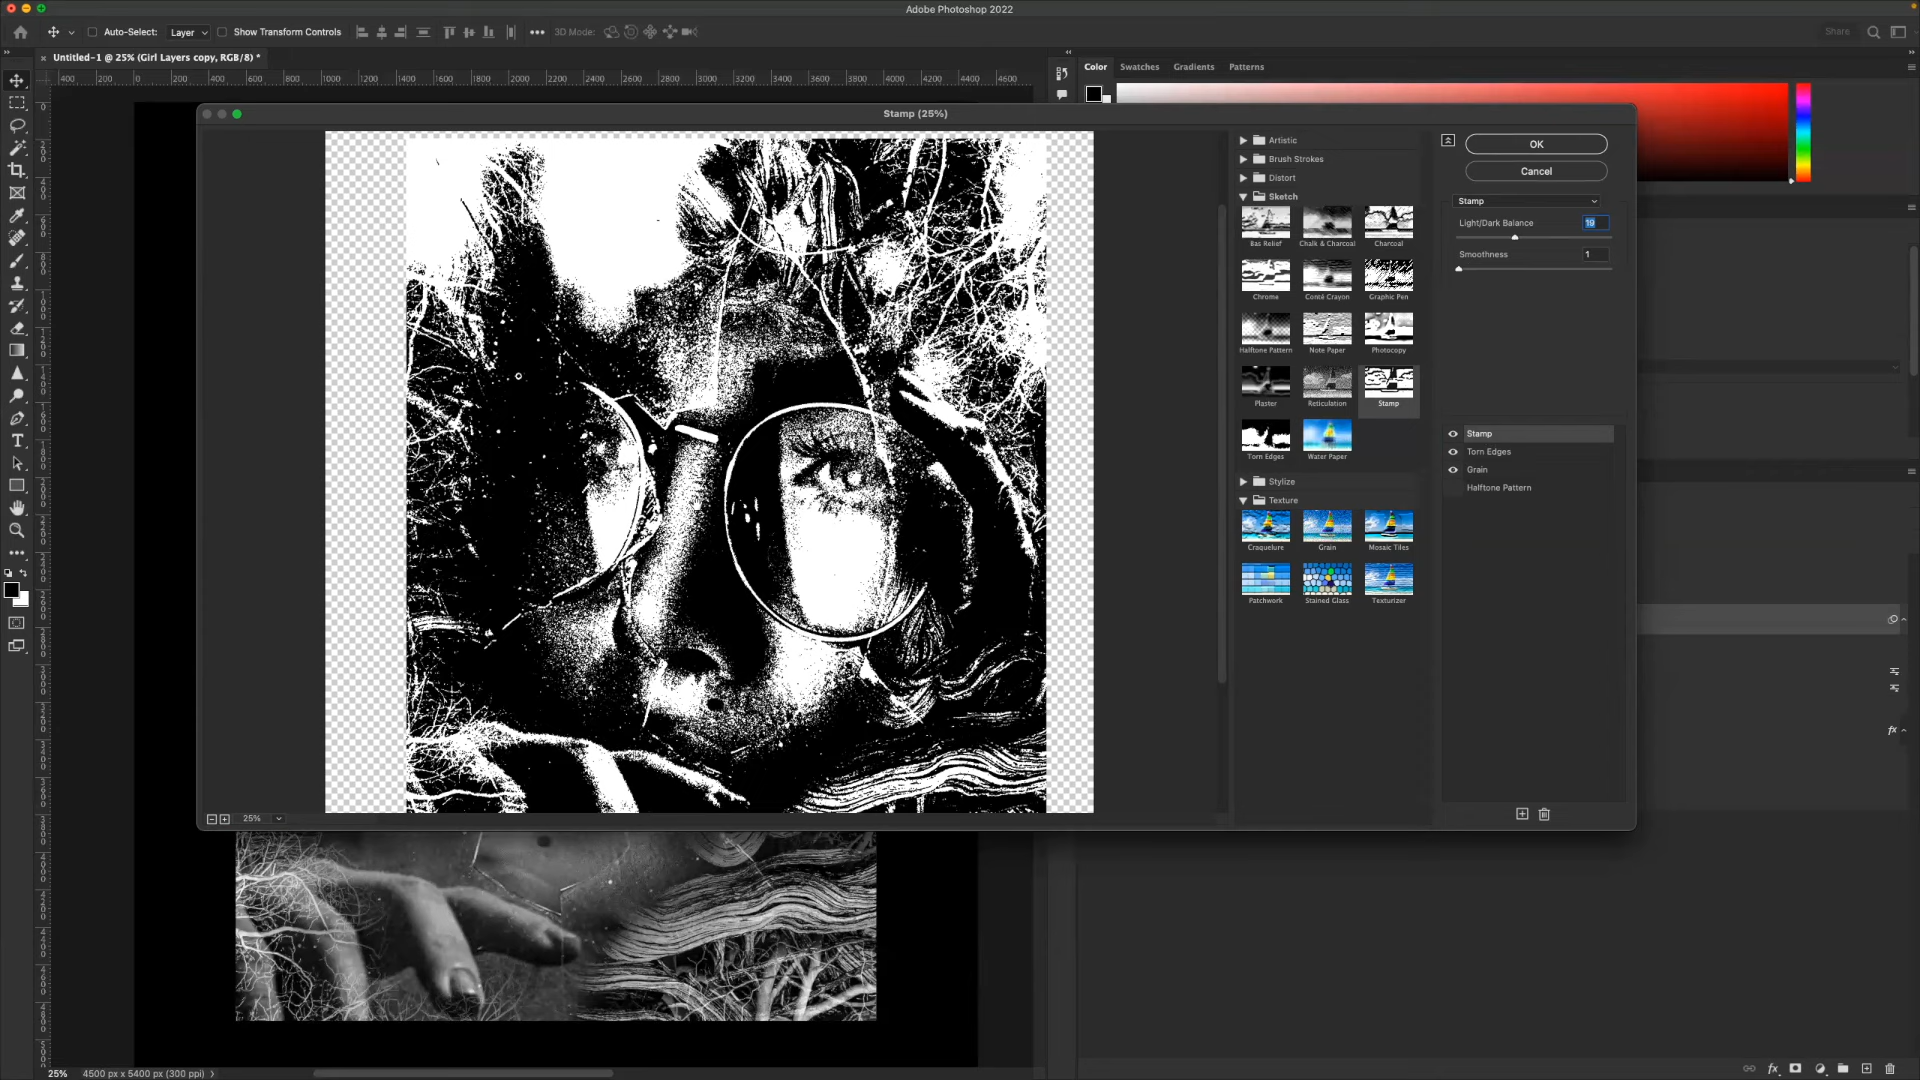 Adobe Photoshop 2022
Auto-Select: Layer Show Transform Controls ••• 3D Mode: Share
Untitled-1 @ 25% (Girl Layers copy, RGB/8) *
Color Swatches Gradients Patterns
400 200 0 200 400 600 800 1000 1200 1400 1600 1800 2000 2200 2400 2600 2800 3000 3200 3400 3600 3800 4000 4200 4400 4600
Stamp (25%)
Artistic
Brush Strokes
Distort
Sketch
Bas Relief Chalk & Charcoal Charcoal
Chrome Conté Crayon Graphic Pen
Halftone Pattern Note Paper Photocopy
Plaster Reticulation Stamp
Torn Edges Water Paper
Stylize
Texture
Craquelure Grain Mosaic Tiles
Patchwork Stained Glass Texturizer
OK
Cancel
Stamp
Light/Dark Balance 19
Smoothness 1
Stamp
Torn Edges
Grain
Halftone Pattern
25%
fx
25% 4500 px x 5400 px (300 ppi)
fx